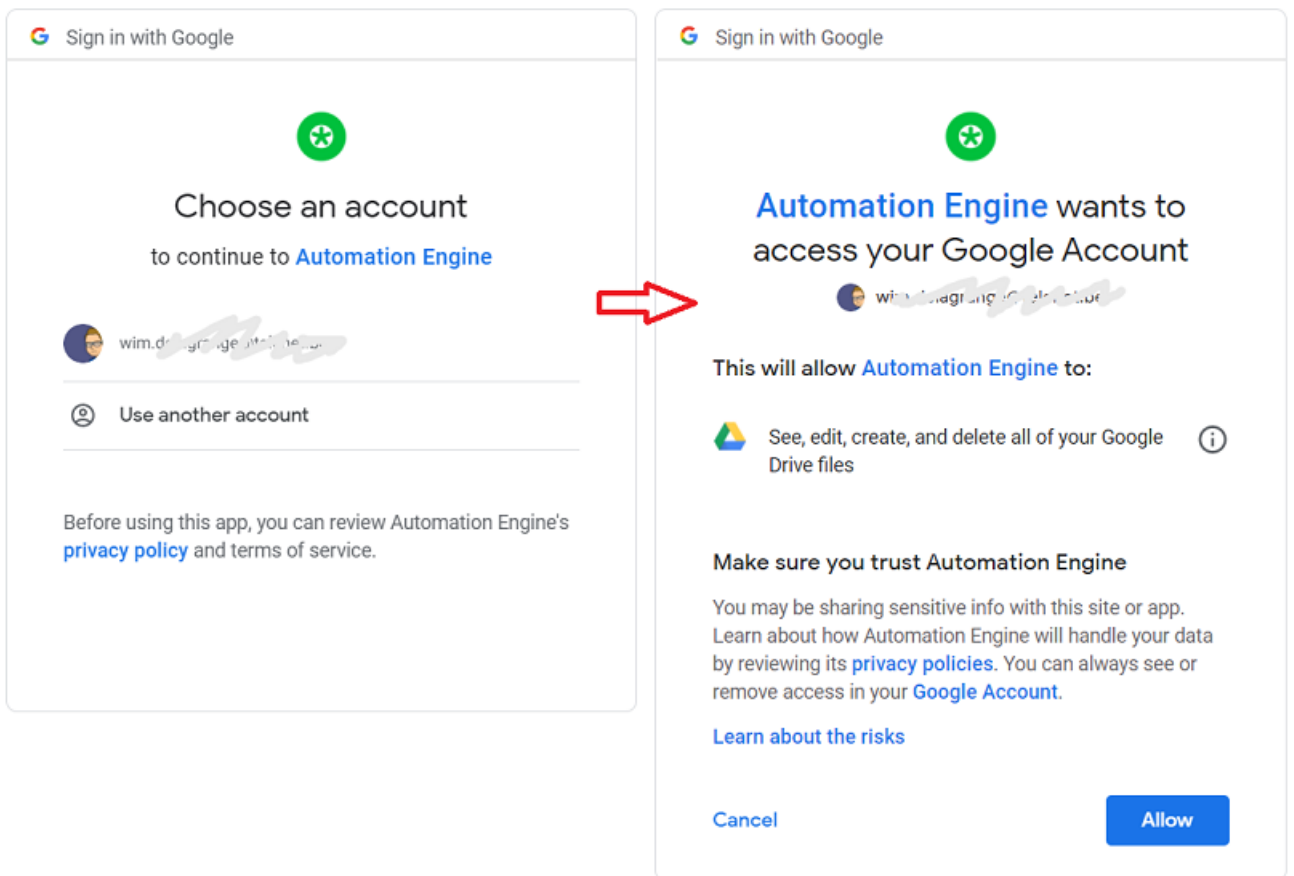 Sign in with Google
Choose an account
to continue to Automation Engine
Use another account
Before using this app, you can review Automation Engine's
privacy policy and terms of service.
Sign in with Google
Automation Engine wants to
access your Google Account
This will allow Automation Engine to:
See, edit, create, and delete all of your Google
Drive files
Make sure you trust Automation Engine
You may be sharing sensitive info with this site or app.
Learn about how Automation Engine will handle your data
by reviewing its privacy policies. You can always see or
remove access in your Google Account.
Learn about the risks
Cancel
Allow